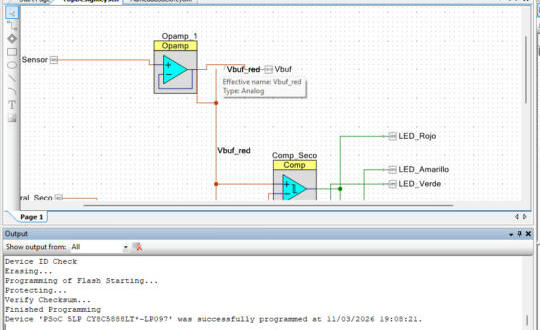 Opamp_1
Opamp
Sensor
Vbuf_red
Vbuf
Effective name: Vbuf_red
Type: Analog
Vbuf_red
LED_Rojo
Comp_Seco
Comp
LED_Amarillo
LED_Verde
ral_Seco
Page 1
Output
Show output from: All
Device ID Check
Erasing...
Programming of Flash Starting...
Protecting...
Verify Checksum...
Finished Programming
Device 'PSoC 5LP CY8C5888LT*-LP097' was successfully programmed at 11/03/2026 19:08:21.